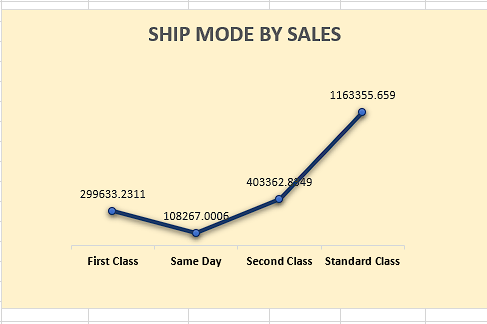 SHIP MODE BY SALES
1163355.659
403362.8349
299633.2311
108267.0006
First Class
Same Day
Second Class
Standard Class